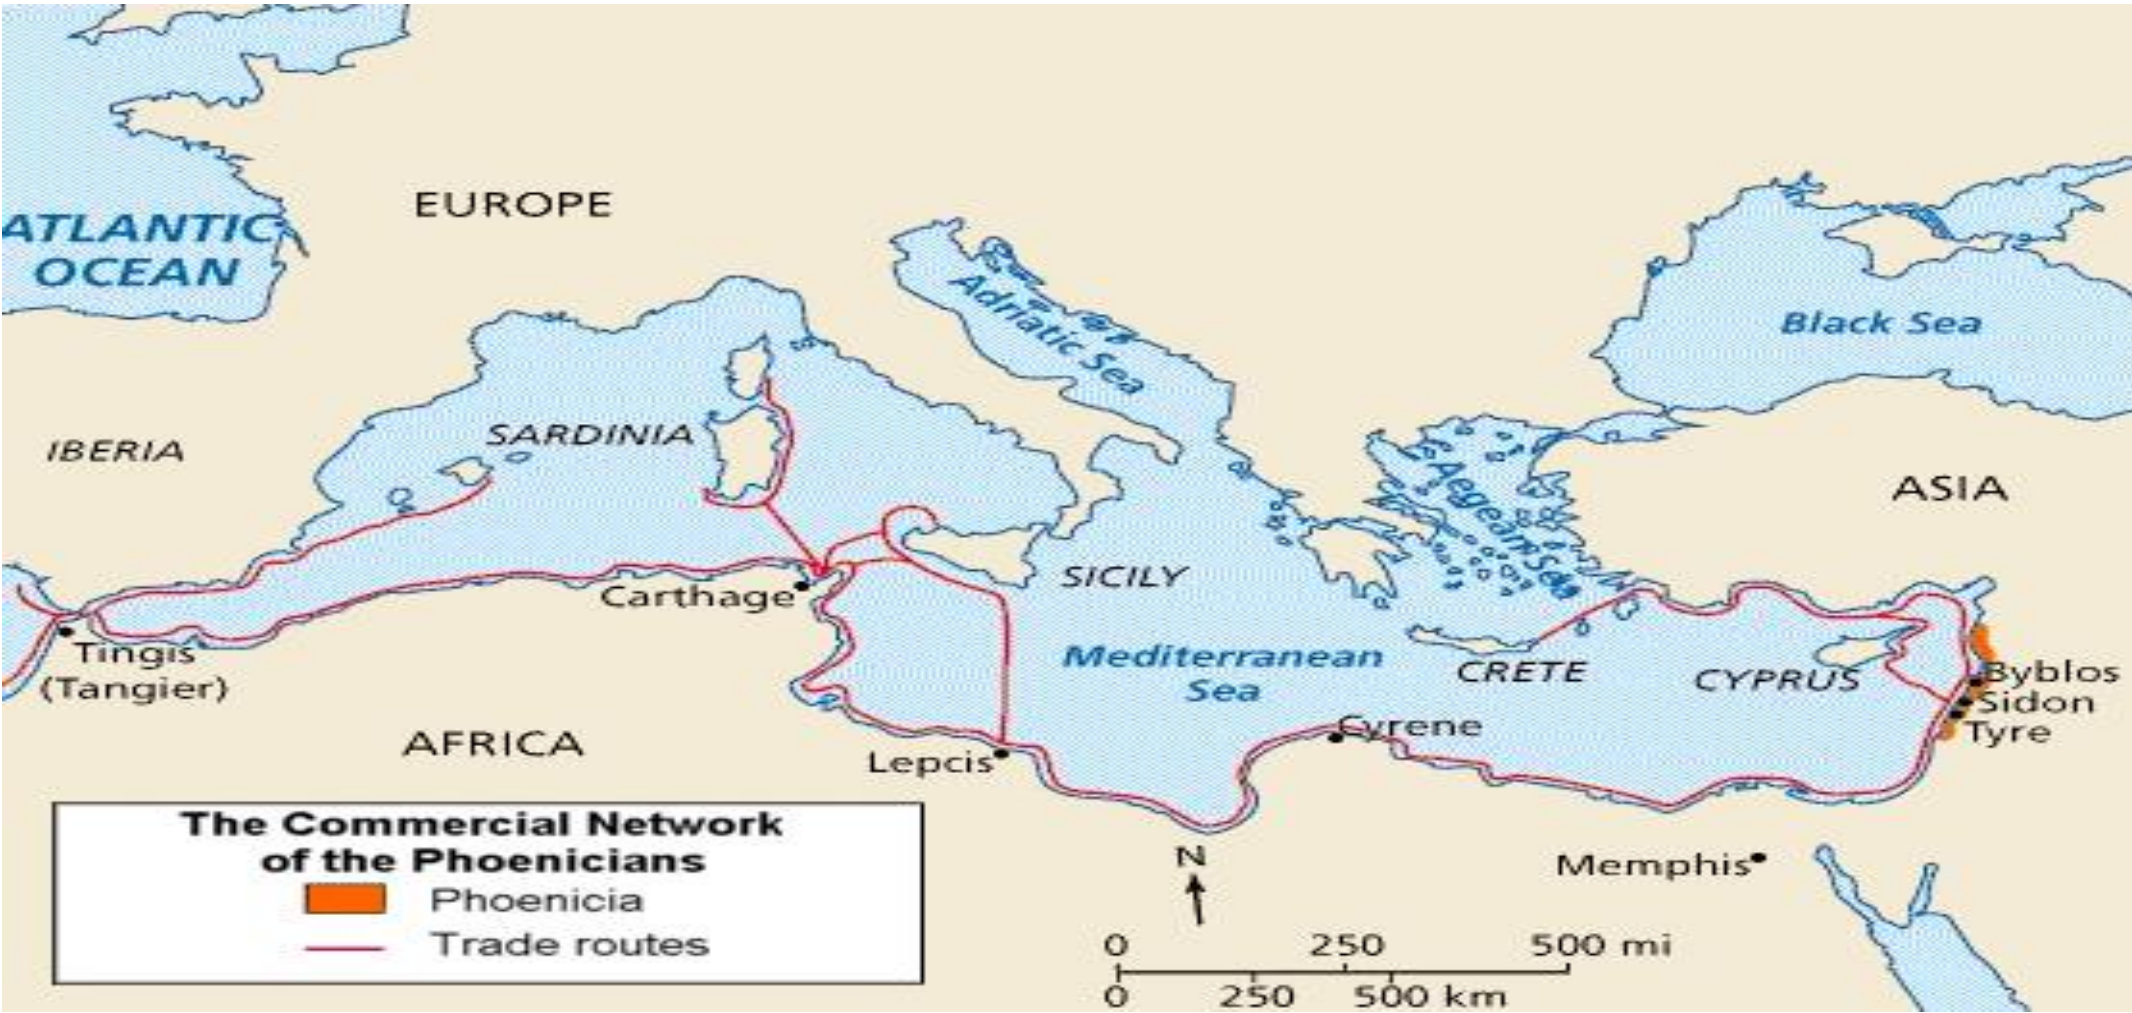 EUROPE
ATLANTIC
OCEAN
Adriatic Sea
Black Sea
IBERIA
SARDINIA
Aegean Sea
ASIA
SICILY
Carthage
Tingis
(Tangier)
Mediterranean
Sea
CRETE
CYPRUS
Byblos
Sidon
Tyre
AFRICA
Lepcis
Cyrene
Memphis
The Commercial Network
of the Phoenicians
Phoenicia
Trade routes
N
0 250 500 mi
0 250 500 km